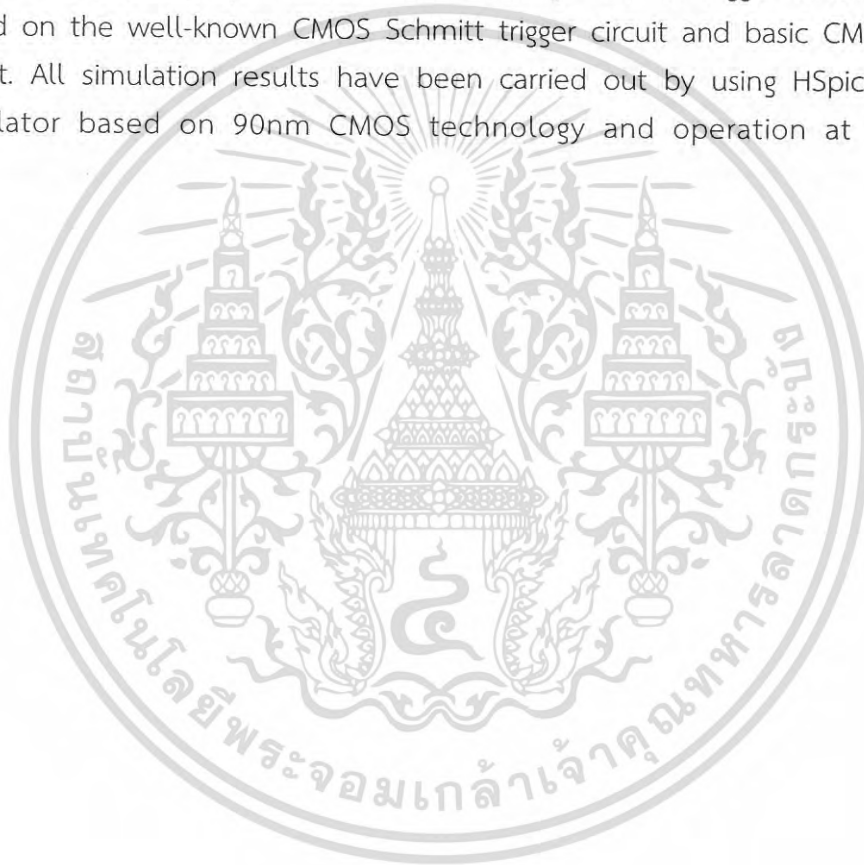 d on the well-known CMOS Schmitt trigger circuit and basic CM
t. All simulation results have been carried out by using HSpic
lator based on 90nm CMOS technology and operation at
สถาบันเทคโนโลยีพระจอมเกล้าเจ้าคุณทหารลาดกระบัง